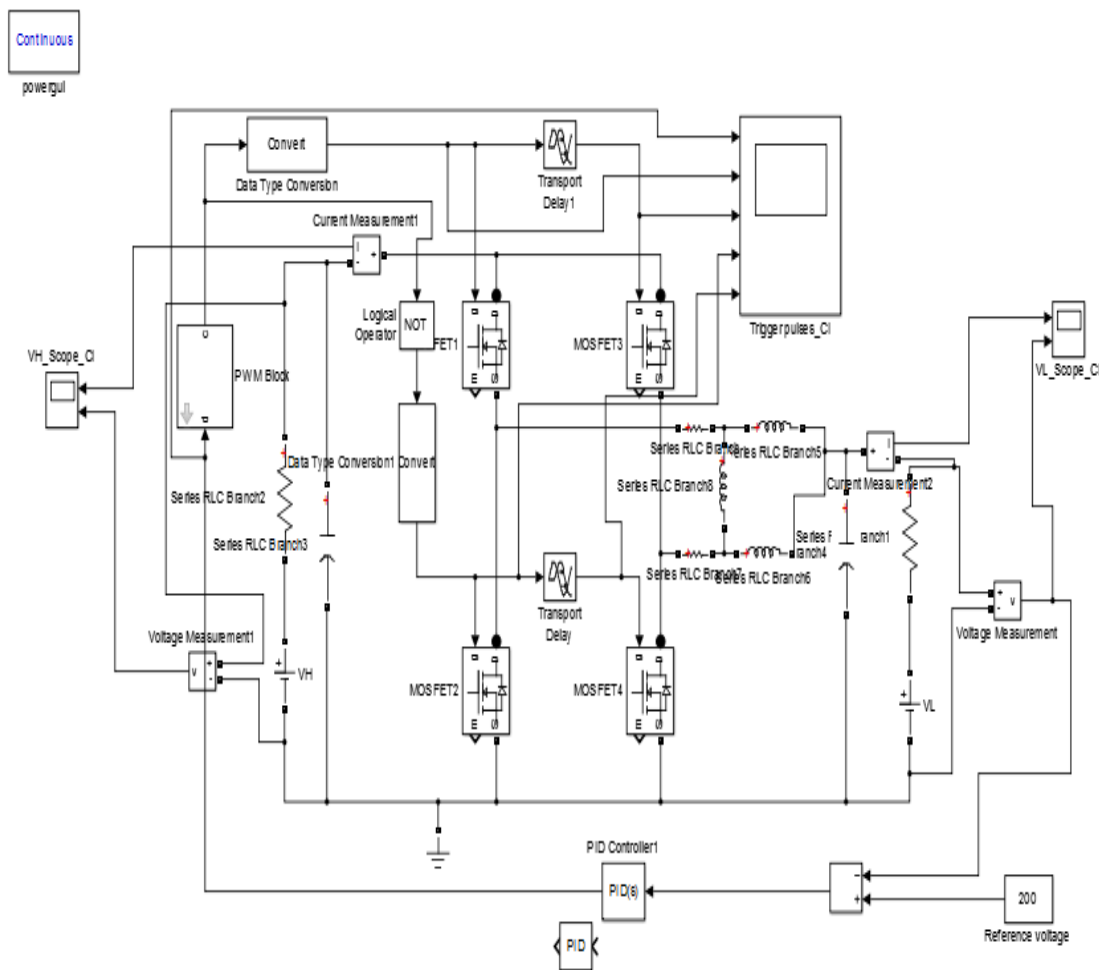 Continuous
powergui
Convert
Data Type Conversion
Transport
Delay1
Current Measurement1
I
+
-
Logical
Operator
NOT
FET1
MOSFET3
g
D
m
S
g
D
m
S
Trigger pulses_CI
VH_Scope_CI
PWM Block
VL_Scope_CI
Data Type Conversion1
Convert
Series RLC Branch2
Series RLC Branch3
Series RLC Branch
Series RLC Branch5
Series RLC Branch8
Series RLC Branch7
Series RLC Branch6
I
+
-
Current Measurement2
ranch1
ranch4
Transport
Delay
Voltage Measurement1
v
+
-
+
VH
MOSFET2
MOSFET4
g
D
m
S
g
D
m
S
+
-
v
Voltage Measurement
+
VL
PID Controller1
PID(s)
PID
−
+
200
Reference voltage